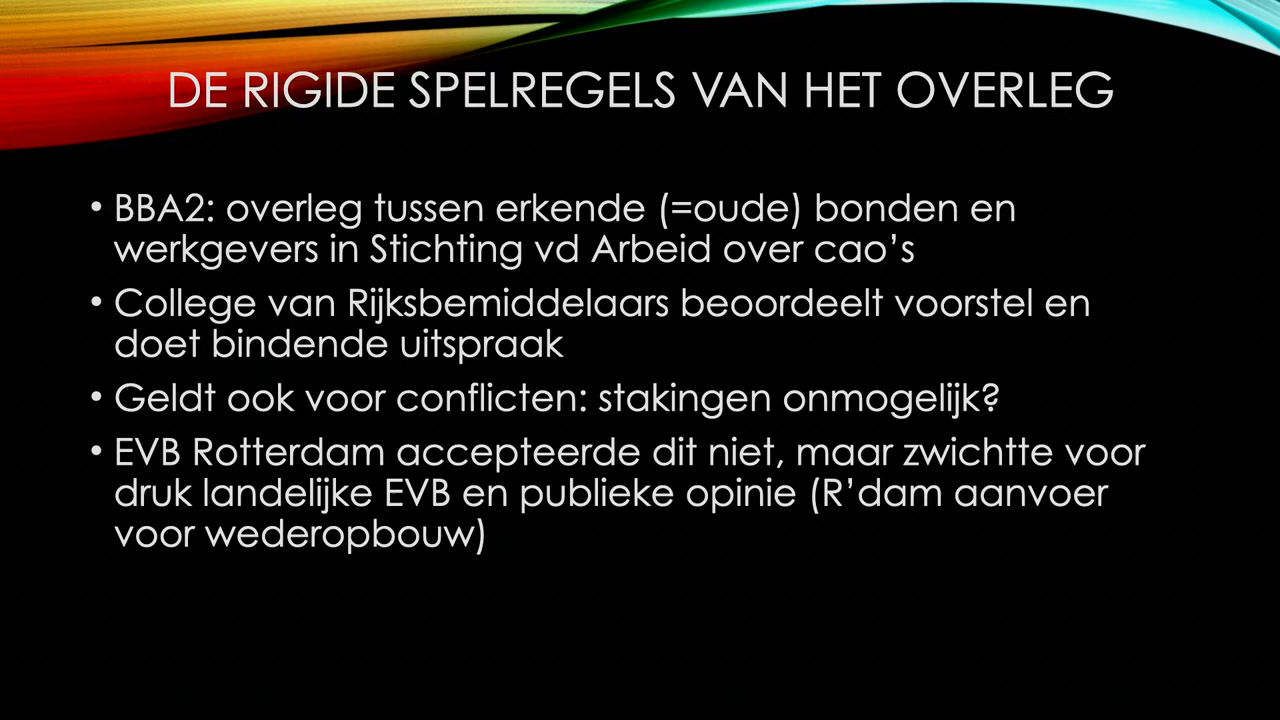 DE RIGIDE SPELREGELS VAN HET OVERLEG
• BBA2: overleg tussen erkende (=oude) bonden en
werkgevers in Stichting vd Arbeid over cao’s
• College van Rijksbemiddelaars beoordeelt voorstel en
doet bindende uitspraak
• Geldt ook voor conflicten: stakingen onmogelijk?
• EVB Rotterdam accepteerde dit niet, maar zwichtte voor
druk landelijke EVB en publieke opinie (R’dam aanvoer
voor wederopbouw)